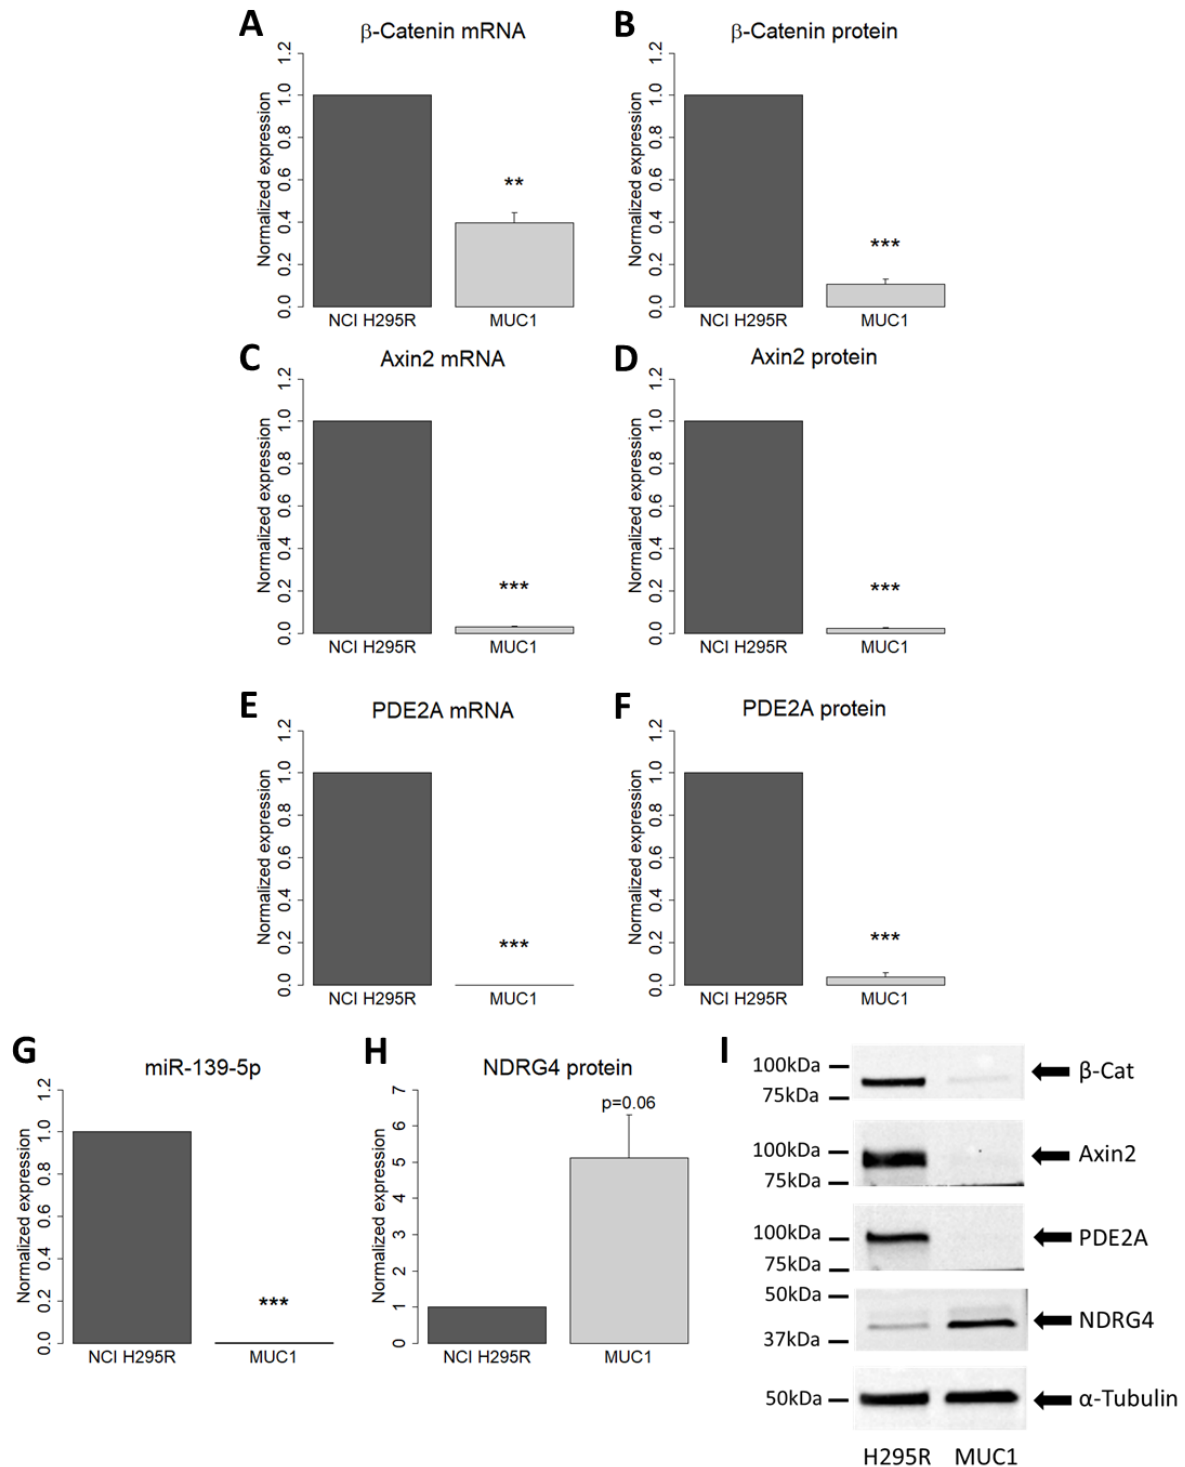 A
β-Catenin mRNA
Normalized expression
0.0 0.2 0.4 0.6 0.8 1.0 1.2
**
NCI H295R MUC1
B
β-Catenin protein
Normalized expression
0.0 0.2 0.4 0.6 0.8 1.0 1.2
***
NCI H295R MUC1
C
Axin2 mRNA
Normalized expression
0.0 0.2 0.4 0.6 0.8 1.0 1.2
***
NCI H295R MUC1
D
Axin2 protein
Normalized expression
0.0 0.2 0.4 0.6 0.8 1.0 1.2
***
NCI H295R MUC1
E
PDE2A mRNA
Normalized expression
0.0 0.2 0.4 0.6 0.8 1.0 1.2
***
NCI H295R MUC1
F
PDE2A protein
Normalized expression
0.0 0.2 0.4 0.6 0.8 1.0 1.2
***
NCI H295R MUC1
G
miR-139-5p
Normalized expression
0.0 0.2 0.4 0.6 0.8 1.0 1.2
***
NCI H295R MUC1
H
NDRG4 protein
Normalized expression
0 1 2 3 4 5 6 7
p=0.06
NCI H295R MUC1
I
100kDa
β-Cat
75kDa
100kDa
Axin2
75kDa
100kDa
PDE2A
75kDa
50kDa
NDRG4
37kDa
50kDa
α-Tubulin
H295R MUC1